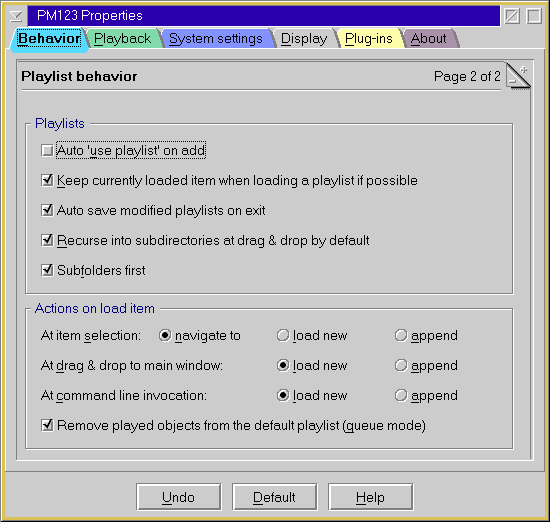 PM123 Properties
Behavior Playback System settings Display Plug-ins About
Playlist behavior Page 2 of 2
Playlists
Auto 'use playlist' on add
Keep currently loaded item when loading a playlist if possible
Auto save modified playlists on exit
Recurse into subdirectories at drag & drop by default
Subfolders first
Actions on load item
At item selection: navigate to load new append
At drag & drop to main window: load new append
At command line invocation: load new append
Remove played objects from the default playlist (queue mode)
Undo Default Help